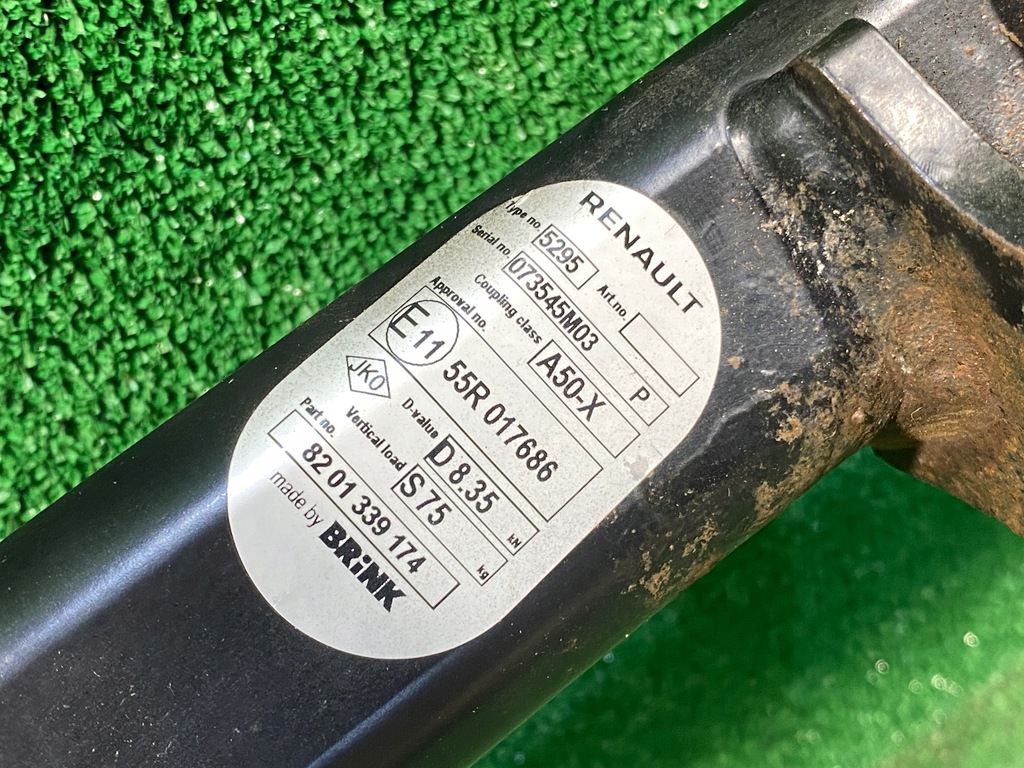 RENAULT
Type no. 5295 Art.no.
Serial no. 073545M03 P
Coupling class A50-X
Approval no.
E11 55R 017686
JKO D-value D 8.35 kN
Vertical load S 75 kg
Part no. 82 01 339 174
made by BRiNK